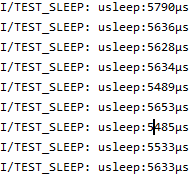 I/TEST_SLEEP: usleep:5790µs
I/TEST_SLEEP: usleep:5636µs
I/TEST_SLEEP: usleep:5628µs
I/TEST_SLEEP: usleep:5634µs
I/TEST_SLEEP: usleep:5489µs
I/TEST_SLEEP: usleep:5653µs
I/TEST_SLEEP: usleep:5485µs
I/TEST_SLEEP: usleep:5533µs
I/TEST_SLEEP: usleep:5633µs